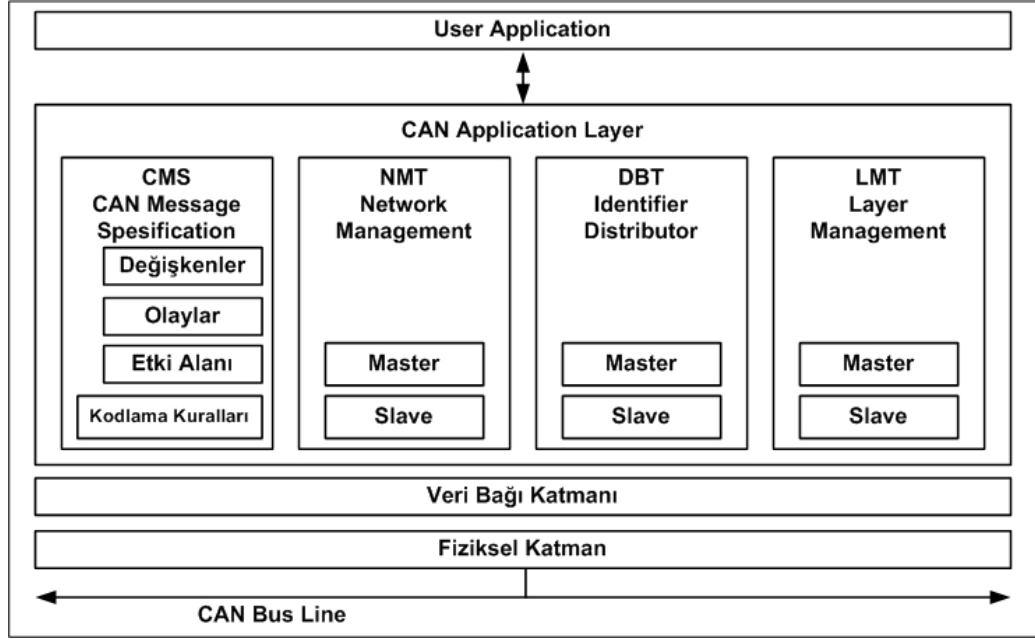 User Application
CAN Application Layer
CMS
CAN Message
Spesification
Değişkenler
Olaylar
Etki Alanı
Kodlama Kuralları
NMT
Network
Management
Master
Slave
DBT
Identifier
Distributor
Master
Slave
LMT
Layer
Management
Master
Slave
Veri Bağı Katmanı
Fiziksel Katman
CAN Bus Line